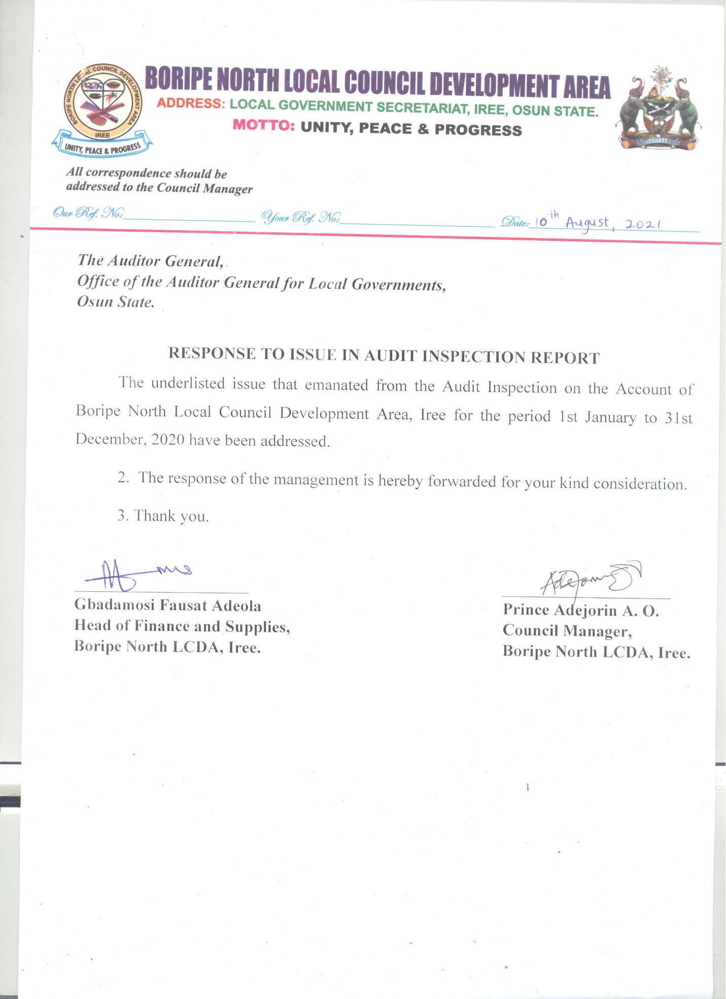 BORIPE NORTH LOCAL COUNCIL DEVELOPMENT AREA
IREE
UNITY, PEACE & PROGRESS
BORIPE NORTH LOCAL COUNCIL DEVELOPMENT AREA
ADDRESS: LOCAL GOVERNMENT SECRETARIAT, IREE, OSUN STATE.
MOTTO: UNITY, PEACE & PROGRESS
All correspondence should be
addressed to the Council Manager
Our Ref. No: Your Ref. No: Date: 10th August, 2021
The Auditor General,
Office of the Auditor General for Local Governments,
Osun State.
RESPONSE TO ISSUE IN AUDIT INSPECTION REPORT
The underlisted issue that emanated from the Audit Inspection on the Account of
Boripe North Local Council Development Area, Iree for the period 1st January to 31st
December, 2020 have been addressed.
2. The response of the management is hereby forwarded for your kind consideration.
3. Thank you.
Gbadamosi Fausat Adeola
Head of Finance and Supplies,
Boripe North LCDA, Iree.
Prince Adejorin A. O.
Council Manager,
Boripe North LCDA, Iree.